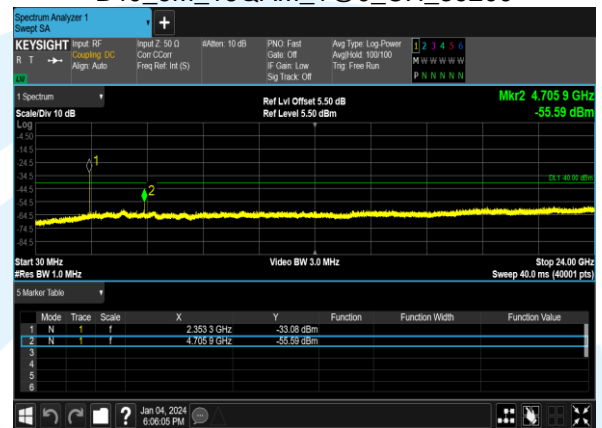 Spectrum Analyzer 1
Swept SA
KEYSIGHT
R T
LXI
Input: RF
Coupling: DC
Align: Auto
Input Z: 50 Ω
Corr CCorr
Freq Ref: Int (S)
#Atten: 10 dB
PNO: Fast
Gate: Off
IF Gain: Low
Sig Track: Off
Avg Type: Log-Power
Avg|Hold: 100/100
Trig: Free Run
1 2 3 4 5 6
M W W W W W
P N N N N N
1 Spectrum
Scale/Div 10 dB
Ref Lvl Offset 5.50 dB
Ref Level 5.50 dBm
Mkr2 4.705 9 GHz
-55.59 dBm
Log
-4.50
-14.5
-24.5
-34.5
-44.5
-54.5
-64.5
-74.5
-84.5
1
2
DL1 -40.00 dBm
Start 30 MHz
#Res BW 1.0 MHz
Video BW 3.0 MHz
Stop 24.00 GHz
Sweep 40.0 ms (40001 pts)
5 Marker Table
Mode Trace Scale X Y Function Function Width Function Value
1 N 1 f 2.353 3 GHz -33.08 dBm
2 N 1 f 4.705 9 GHz -55.59 dBm
3
4
5
6
?
Jan 04, 2024
6:06:05 PM